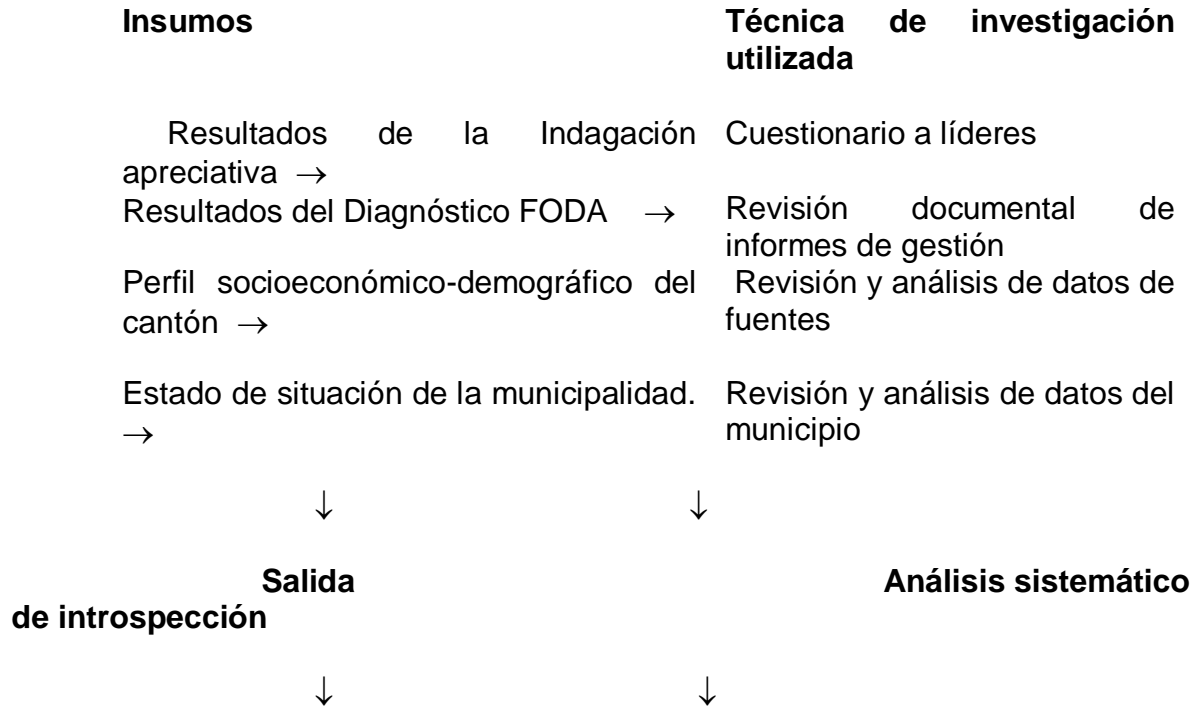 Insumos
Técnica de investigación
utilizada
Resultados de la Indagación
apreciativa →
Cuestionario a líderes
Resultados del Diagnóstico FODA →
Revisión documental de
informes de gestión
Perfil socioeconómico-demográfico del
cantón →
Revisión y análisis de datos de
fuentes
Estado de situación de la municipalidad.
→
Revisión y análisis de datos del
municipio
↓ ↓
Salida Análisis sistemático
de introspección
↓ ↓